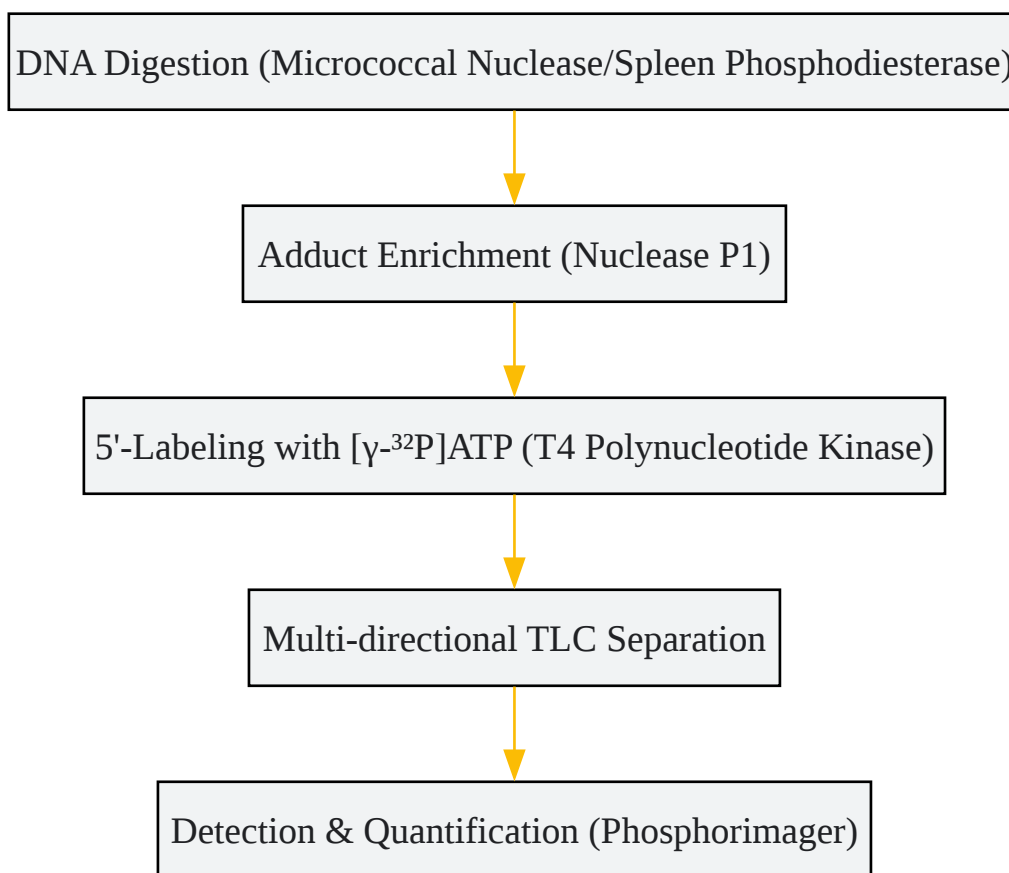 DNA Digestion (Micrococcal Nuclease/Spleen Phosphodiesterase)
Adduct Enrichment (Nuclease P1)
5'-Labeling with [γ-³²P]ATP (T4 Polynucleotide Kinase)
Multi-directional TLC Separation
Detection & Quantification (Phosphorimager)